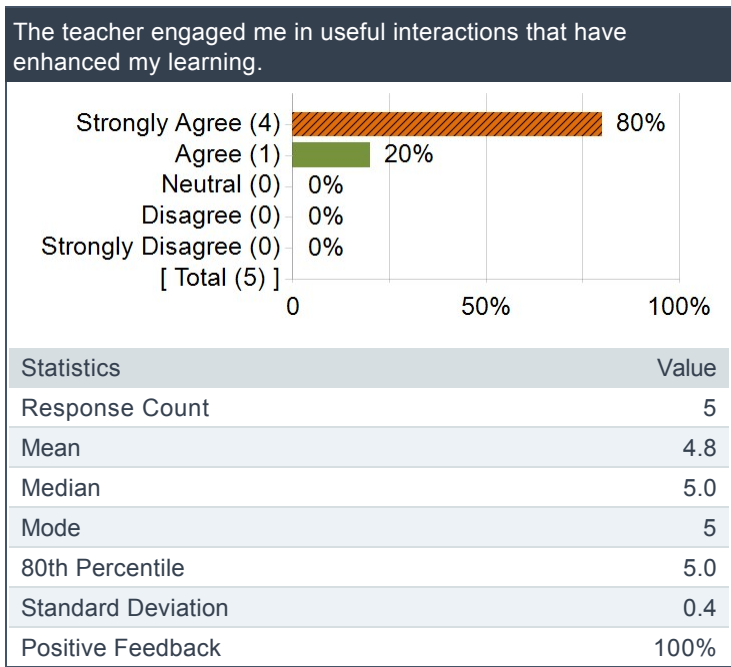 The teacher engaged me in useful interactions that have
enhanced my learning.
Strongly Agree (4) 80%
Agree (1) 20%
Neutral (0) 0%
Disagree (0) 0%
Strongly Disagree (0) 0%
[ Total (5) ]
0 50% 100%
Statistics Value
Response Count 5
Mean 4.8
Median 5.0
Mode 5
80th Percentile 5.0
Standard Deviation 0.4
Positive Feedback 100%